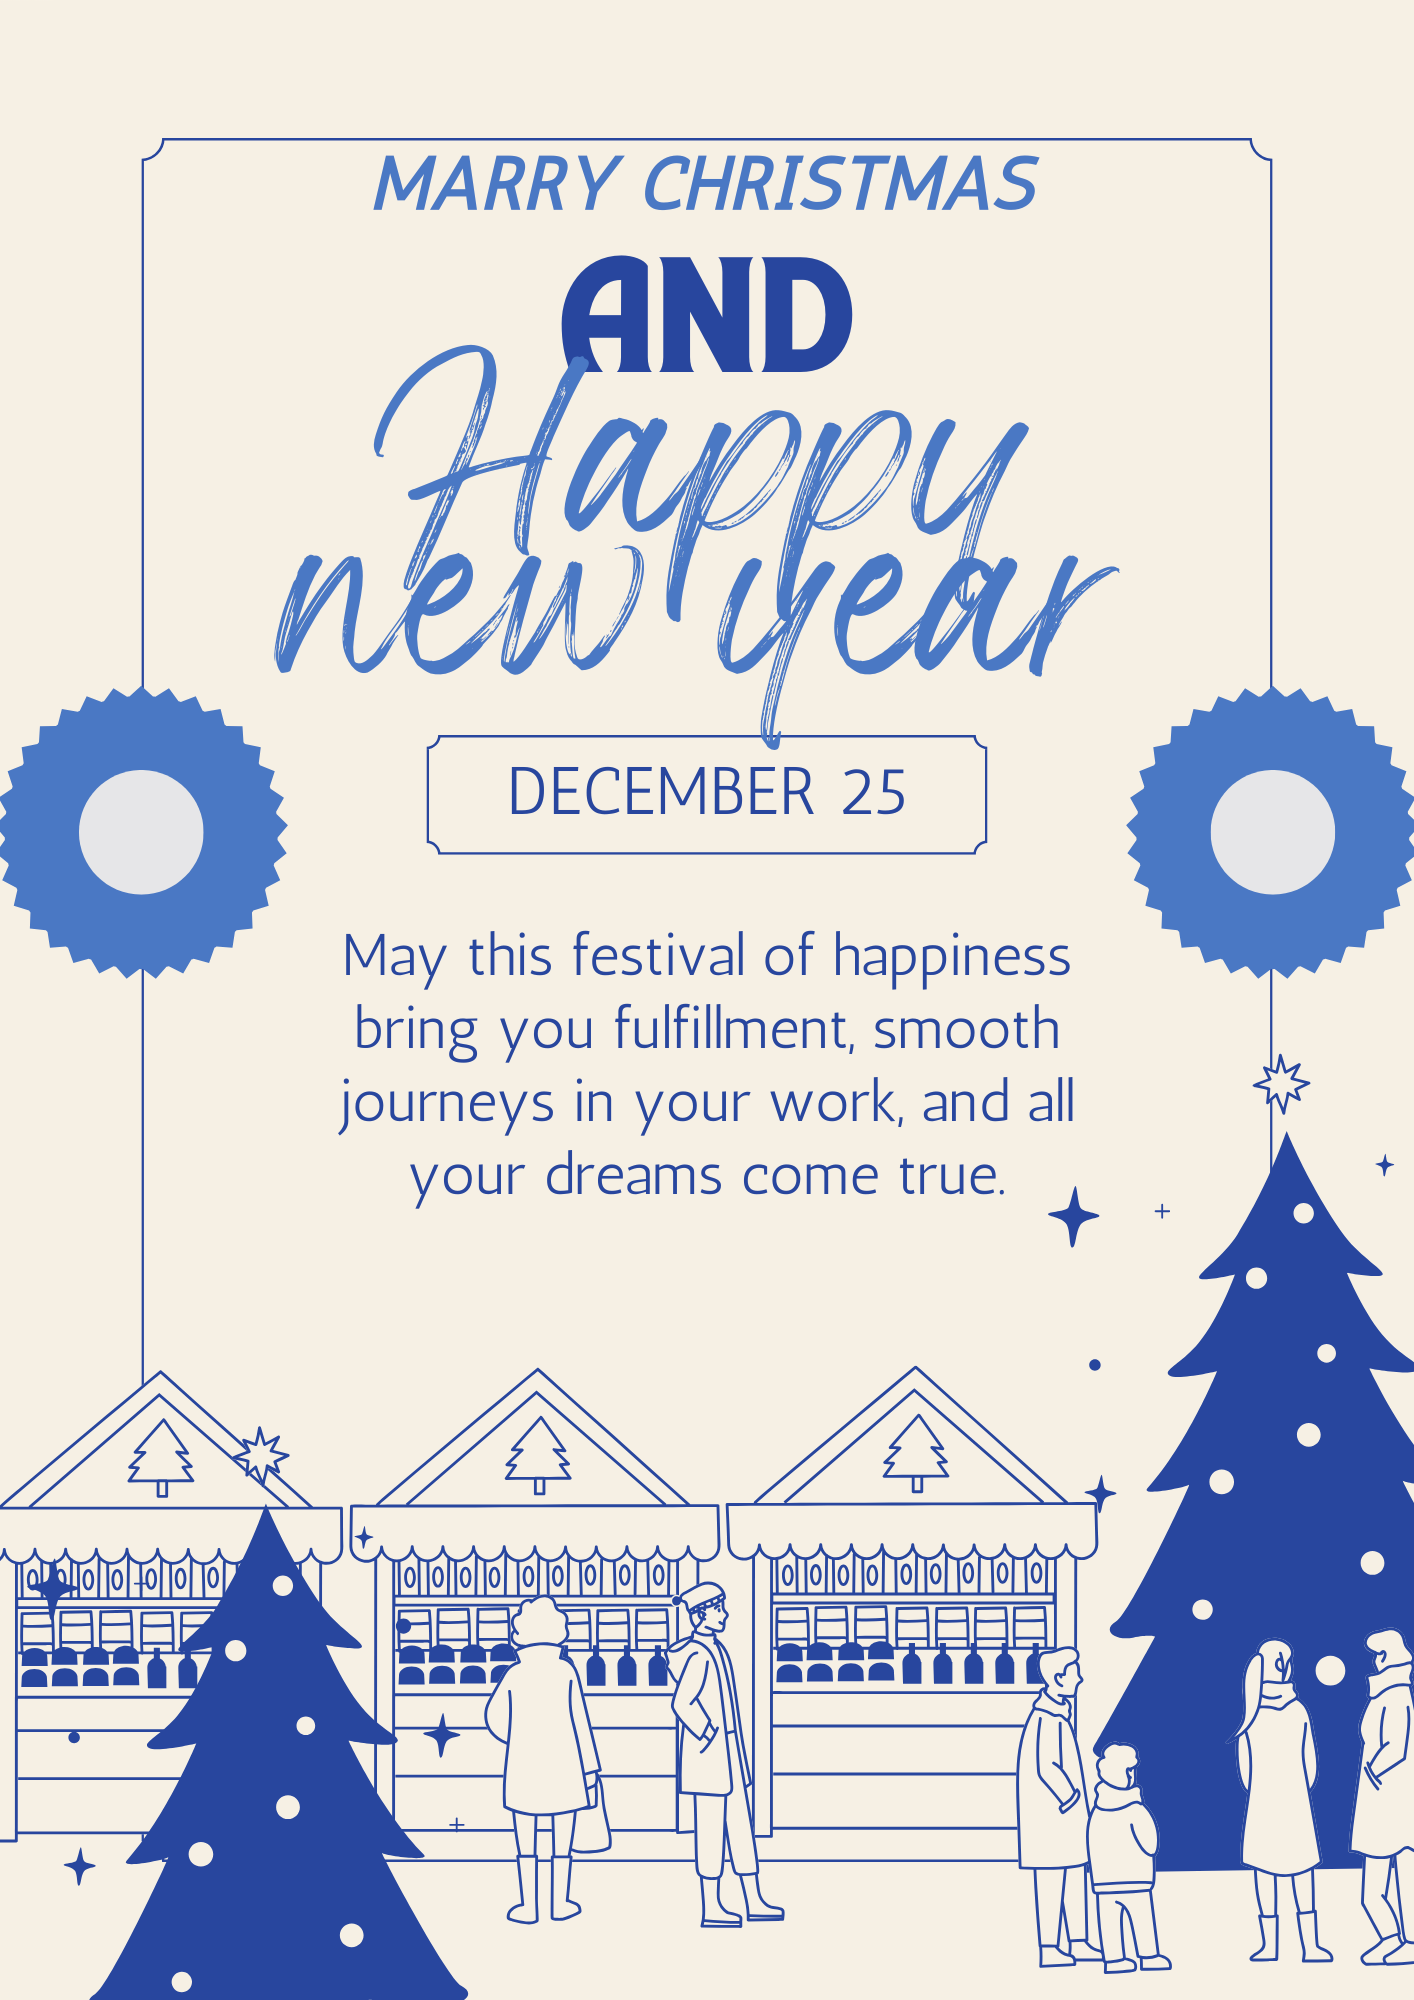 MARRY CHRISTMAS
AND
Happy
new year
DECEMBER 25
May this festival of happiness
bring you fulfillment, smooth
journeys in your work, and all
your dreams come true.